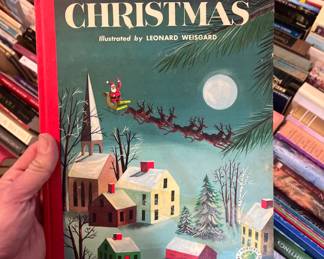 CHRISTMAS
Illustrated by LEONARD WEISGARD